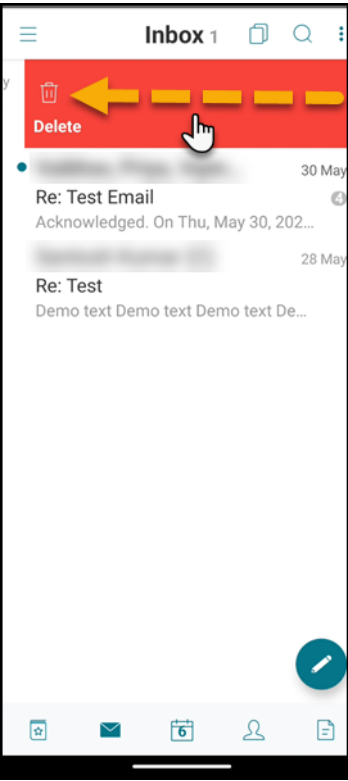 Inbox 1
y
Delete
30 May
Re: Test Email
4
Acknowledged. On Thu, May 30, 202...
28 May
Re: Test
Demo text Demo text Demo text De...
6